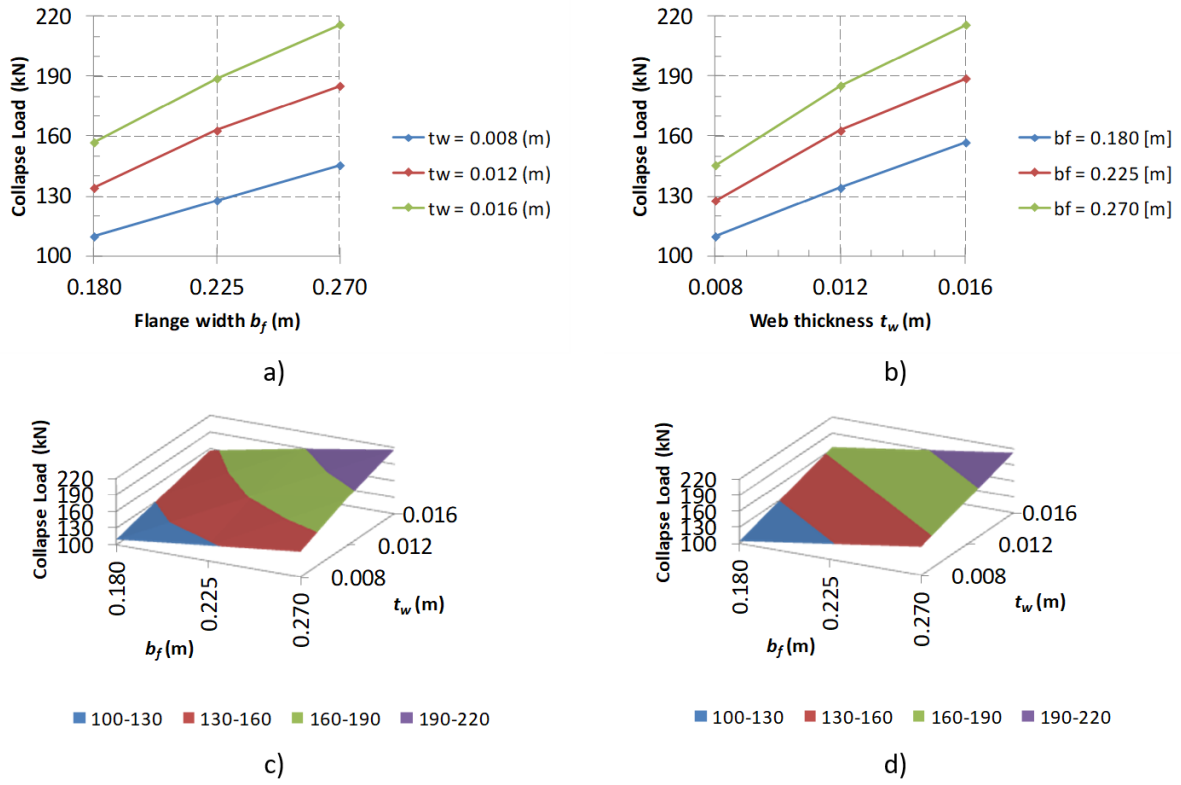 220
190
160
130
100
Collapse Load (kN)
0.180 0.225 0.270
Flange width bf (m)
tw = 0.008 (m)
tw = 0.012 (m)
tw = 0.016 (m)
a)
220
190
160
130
100
Collapse Load (kN)
0.008 0.012 0.016
Web thickness tw (m)
bf = 0.180 [m]
bf = 0.225 [m]
bf = 0.270 [m]
b)
Collapse Load (kN)
220
190
160
130
100
0.180
0.225
0.270
bf (m)
0.016
0.012
0.008
tw (m)
100-130 130-160 160-190 190-220
c)
Collapse Load (kN)
220
190
160
130
100
0.180
0.225
0.270
bf (m)
0.016
0.012
0.008
tw (m)
100-130 130-160 160-190 190-220
d)